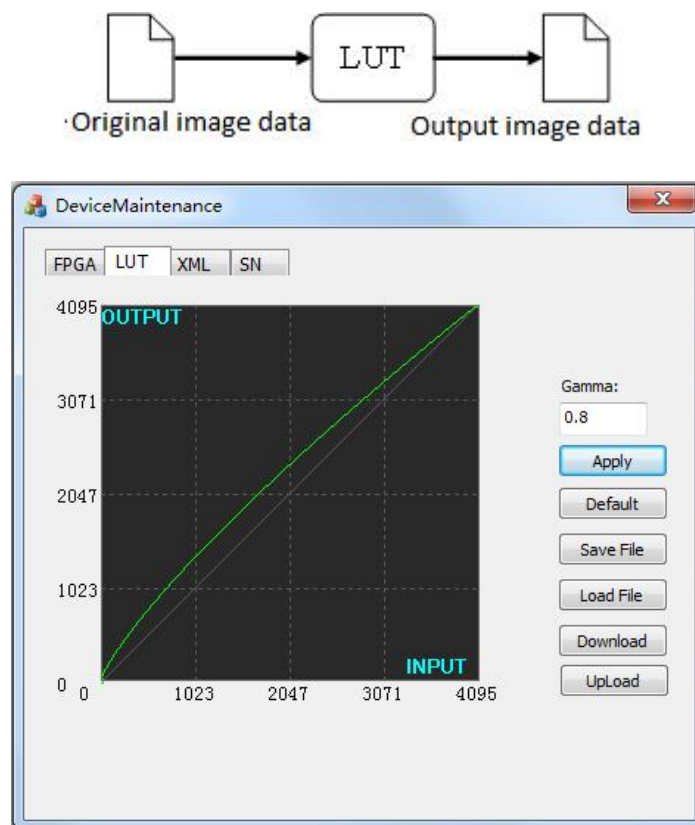 LUT
·Original image data
Output image data
DeviceMaintenance
x
FPGA LUT XML SN
4095
OUTPUT
3071
2047
1023
0
INPUT
0 1023 2047 3071 4095
Gamma:
0.8
Apply
Default
Save File
Load File
Download
UpLoad